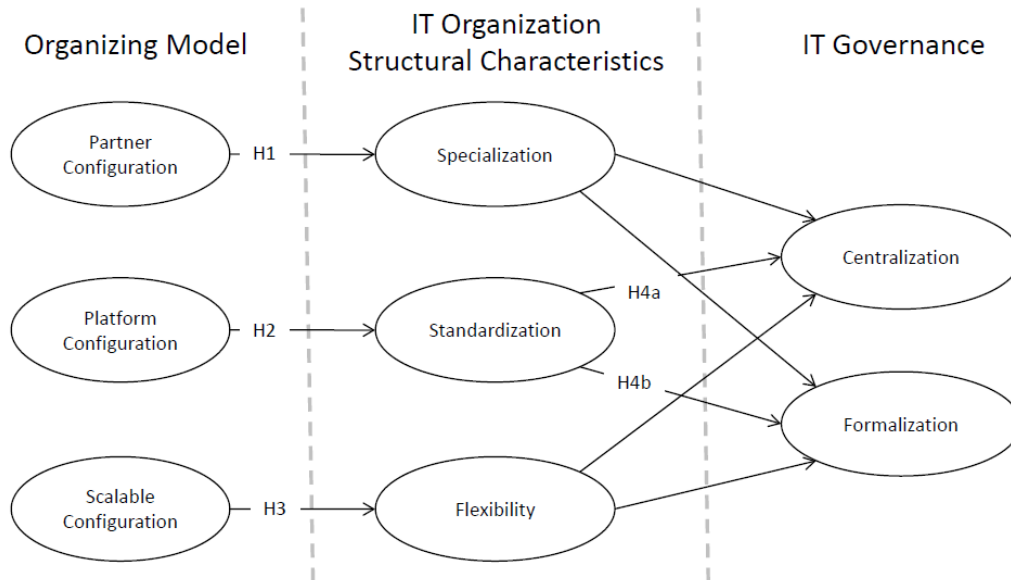 Organizing Model
IT Organization
Structural Characteristics
IT Governance
Partner
Configuration
H1
Specialization
Centralization
Platform
Configuration
H2
Standardization
H4a
H4b
Formalization
Scalable
Configuration
H3
Flexibility